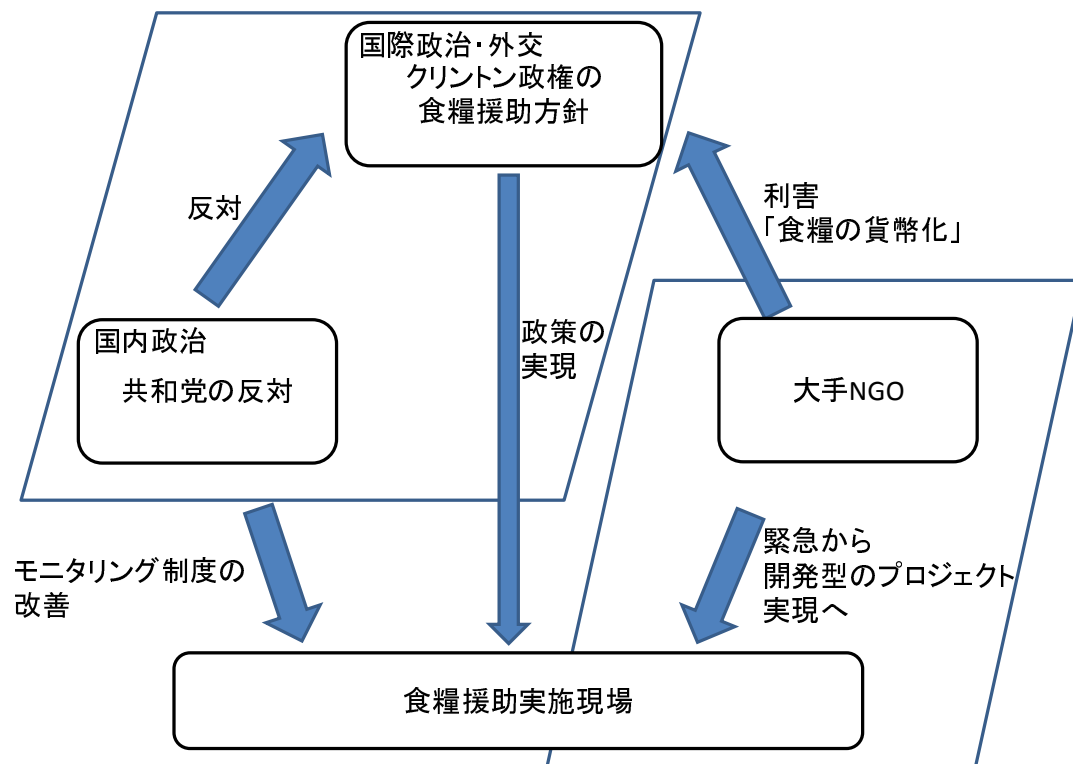 国際政治・外交
クリントン政権の
食糧援助方針
反対
利害
「食糧の貨幣化」
国内政治
共和党の反対
政策の
実現
大手NGO
モニタリング制度の
改善
緊急から
開発型のプロジェクト
実現へ
食糧援助実施現場